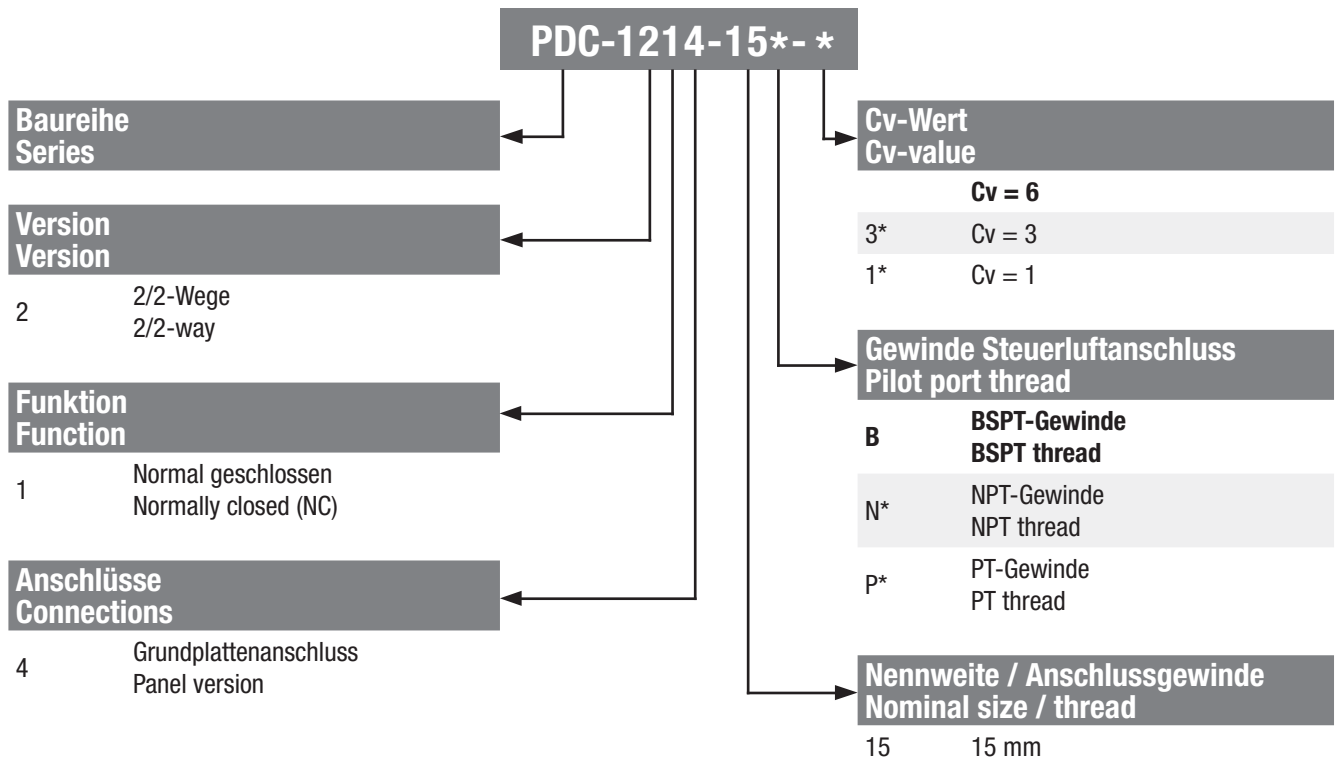 PDC-1214-15*-*
Baureihe
Series
Version
Version
2 2/2-Wege
2/2-way
Funktion
Function
1 Normal geschlossen
Normally closed (NC)
Anschlüsse
Connections
4 Grundplattenanschluss
Panel version
Cv-Wert
Cv-value
Cv = 6
3* Cv = 3
1* Cv = 1
Gewinde Steuerluftanschluss
Pilot port thread
B BSPT-Gewinde
BSPT thread
N* NPT-Gewinde
NPT thread
P* PT-Gewinde
PT thread
Nennweite / Anschlussgewinde
Nominal size / thread
15 15 mm